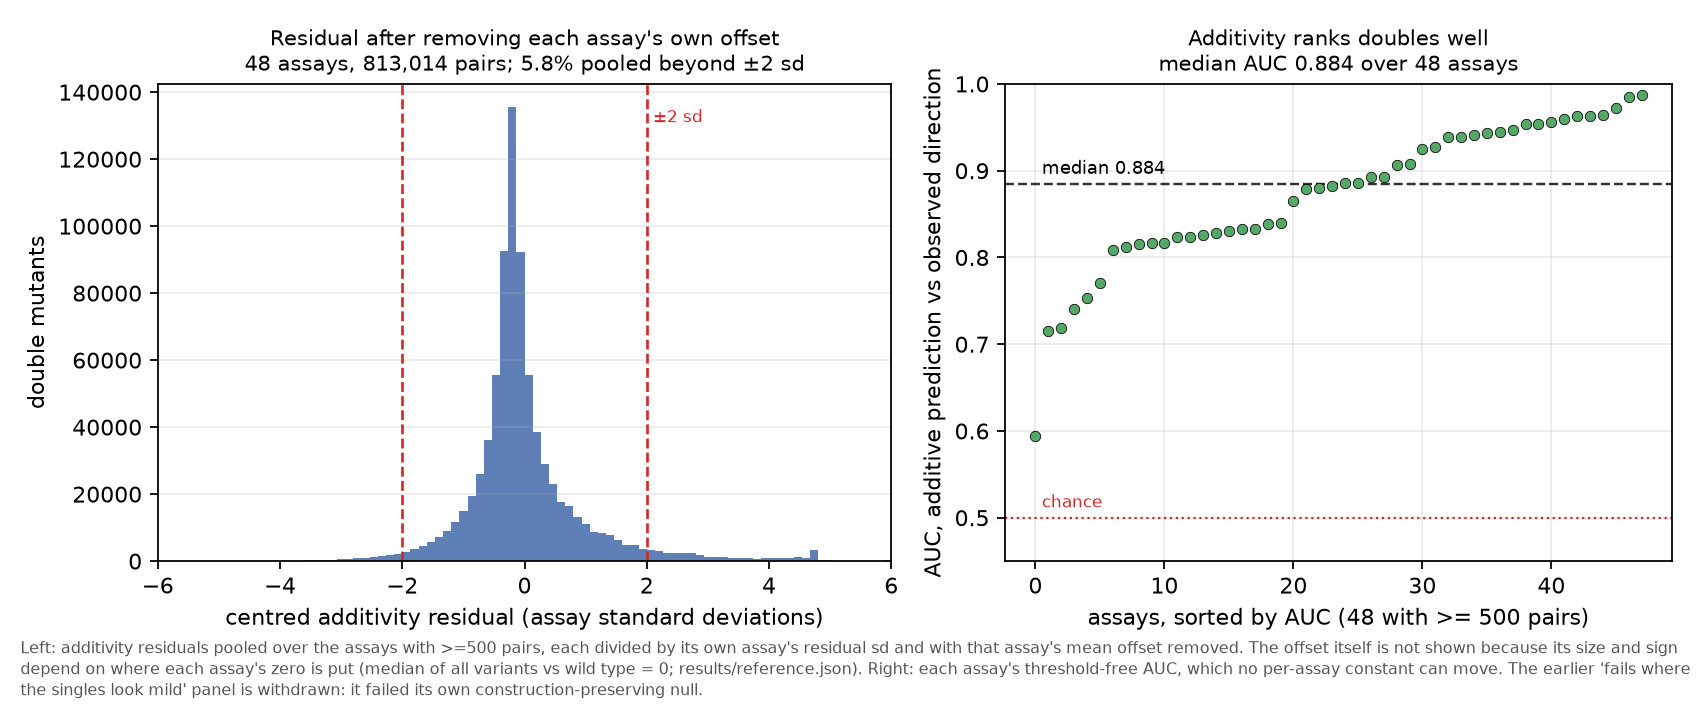 Residual after removing each assay's own offset
48 assays, 813,014 pairs; 5.8% pooled beyond ±2 sd
140000
120000
100000
80000
60000
40000
20000
0
double mutants
±2 sd
−6
−4
−2
0
2
4
6
centred additivity residual (assay standard deviations)
Additivity ranks doubles well
median AUC 0.884 over 48 assays
1.0
0.9
0.8
0.7
0.6
0.5
AUC, additive prediction vs observed direction
median 0.884
chance
0
10
20
30
40
assays, sorted by AUC (48 with >= 500 pairs)
Left: additivity residuals pooled over the assays with >=500 pairs, each divided by its own assay's residual sd and with that assay's mean offset removed. The offset itself is not shown because its size and sign
depend on where each assay's zero is put (median of all variants vs wild type = 0; results/reference.json). Right: each assay's threshold-free AUC, which no per-assay constant can move. The earlier 'fails where
the singles look mild' panel is withdrawn: it failed its own construction-preserving null.